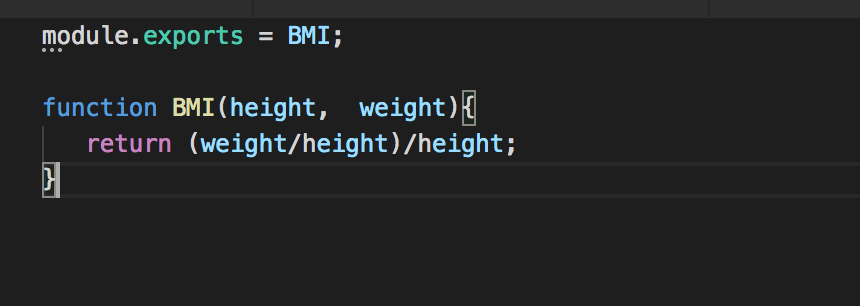 module.exports = BMI;
function BMI(height,  weight){
   return (weight/height)/height;
}